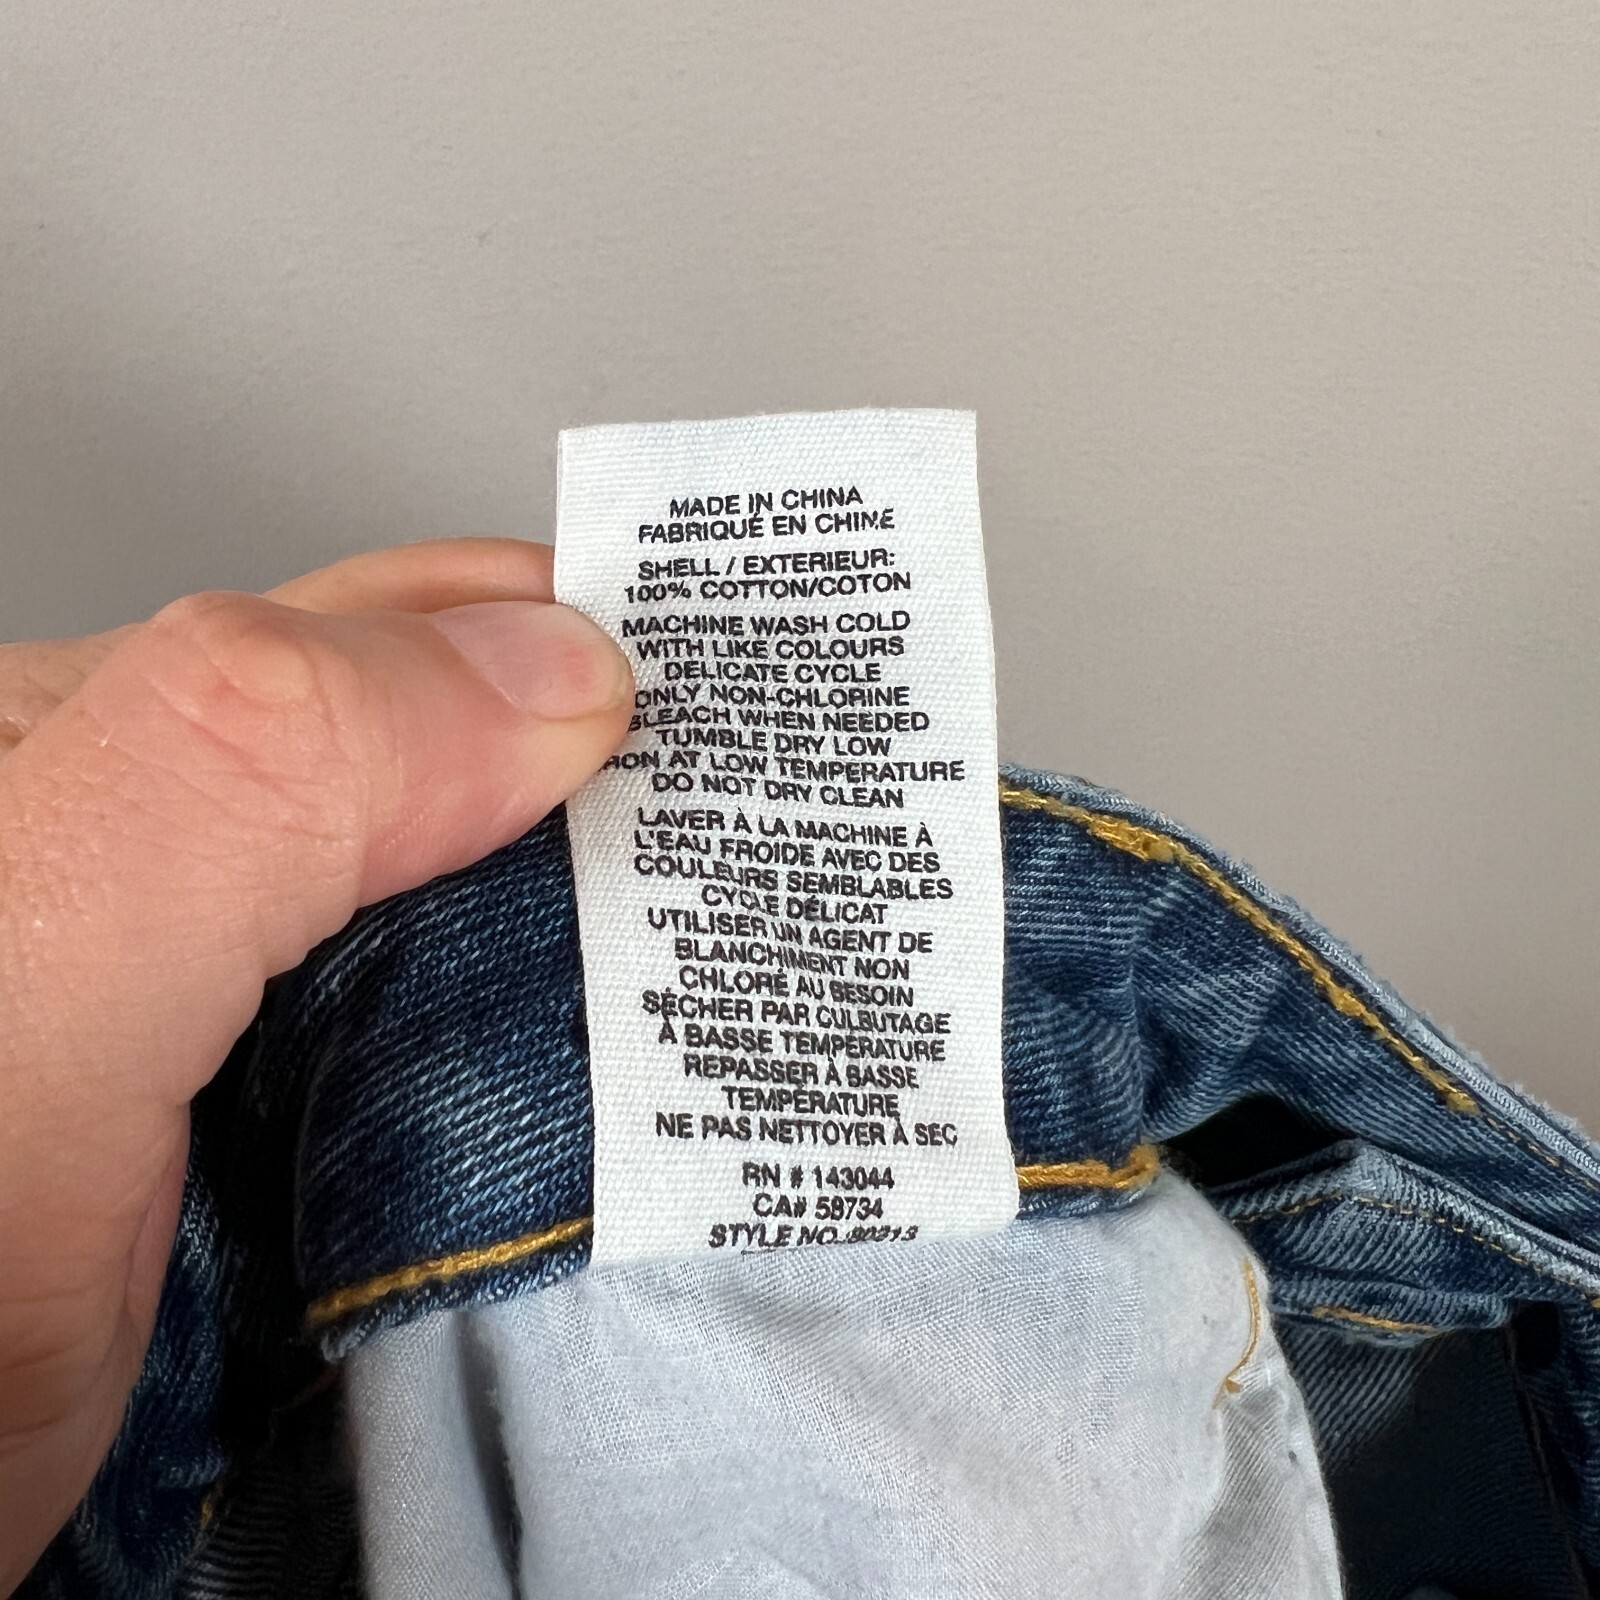 MADE IN CHINA
FABRIQUÉ EN CHINE
SHELL / EXTERIEUR:
100% COTTON/COTON
MACHINE WASH COLD
WITH LIKE COLOURS
DELICATE CYCLE
ONLY NON-CHLORINE
BLEACH WHEN NEEDED
TUMBLE DRY LOW
IRON AT LOW TEMPERATURE
DO NOT DRY CLEAN
LAVER À LA MACHINE À
L'EAU FROIDE AVEC DES
COULEURS SEMBLABLES
CYCLE DÉLICAT
UTILISER UN AGENT DE
BLANCHIMENT NON
CHLORÉ AU BESOIN
SÉCHER PAR CULBUTAGE
À BASSE TEMPÉRATURE
REPASSER À BASSE
TEMPÉRATURE
NE PAS NETTOYER À SEC
RN # 143044
CA# 58734
STYLE NO.